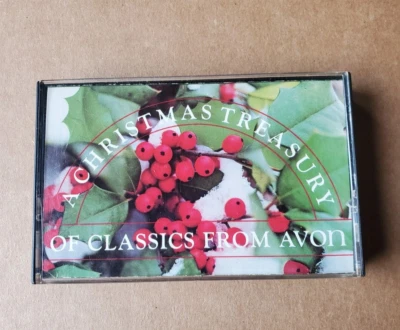 A CHRISTMAS TREASURY
OF CLASSICS FROM AVON